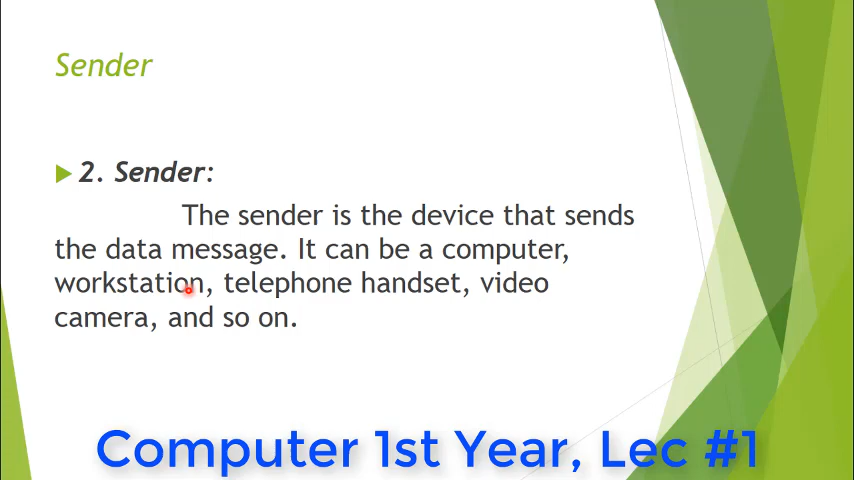 Sender
2. Sender:
The sender is the device that sends
the data message. It can be a computer,
workstation, telephone handset, video
camera, and so on.
Computer 1st Year, Lec #1